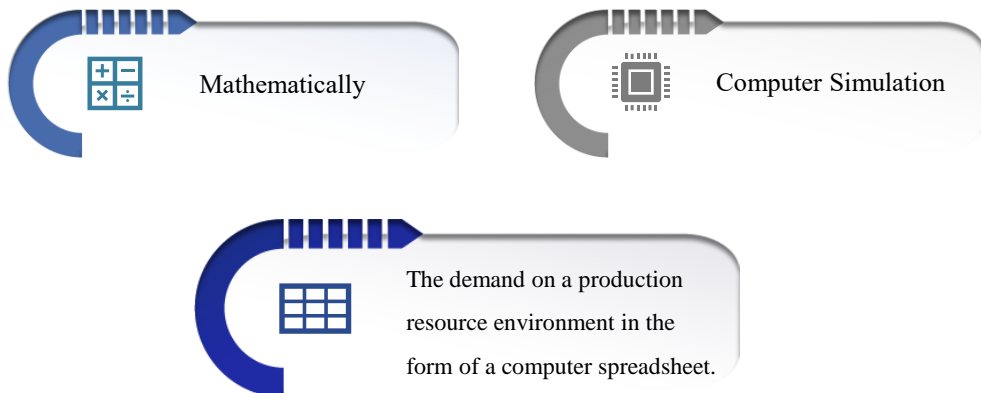 Mathematically
Computer Simulation
The demand on a production
resource environment in the
form of a computer spreadsheet.